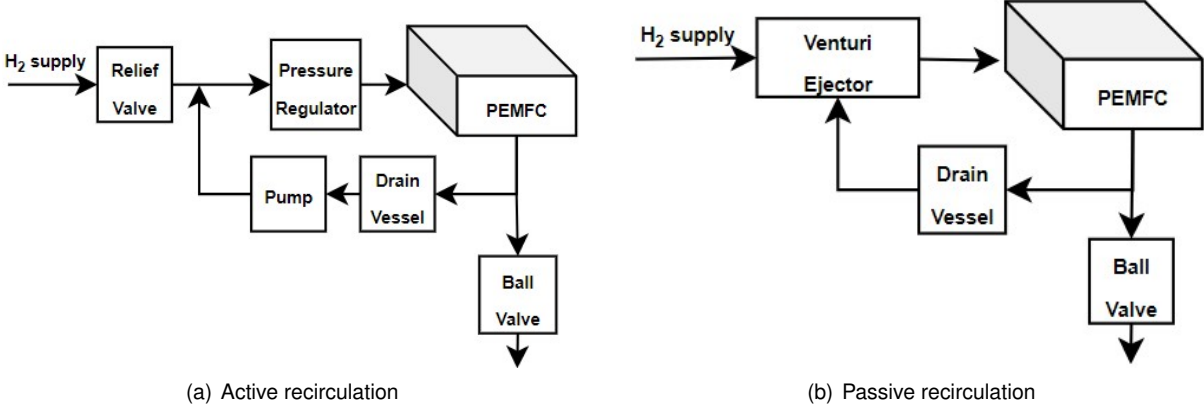 H2 supply
Relief
Valve
Pressure
Regulator
PEMFC
Pump
Drain
Vessel
Ball
Valve
(a) Active recirculation
H2 supply
Venturi
Ejector
PEMFC
Drain
Vessel
Ball
Valve
(b) Passive recirculation